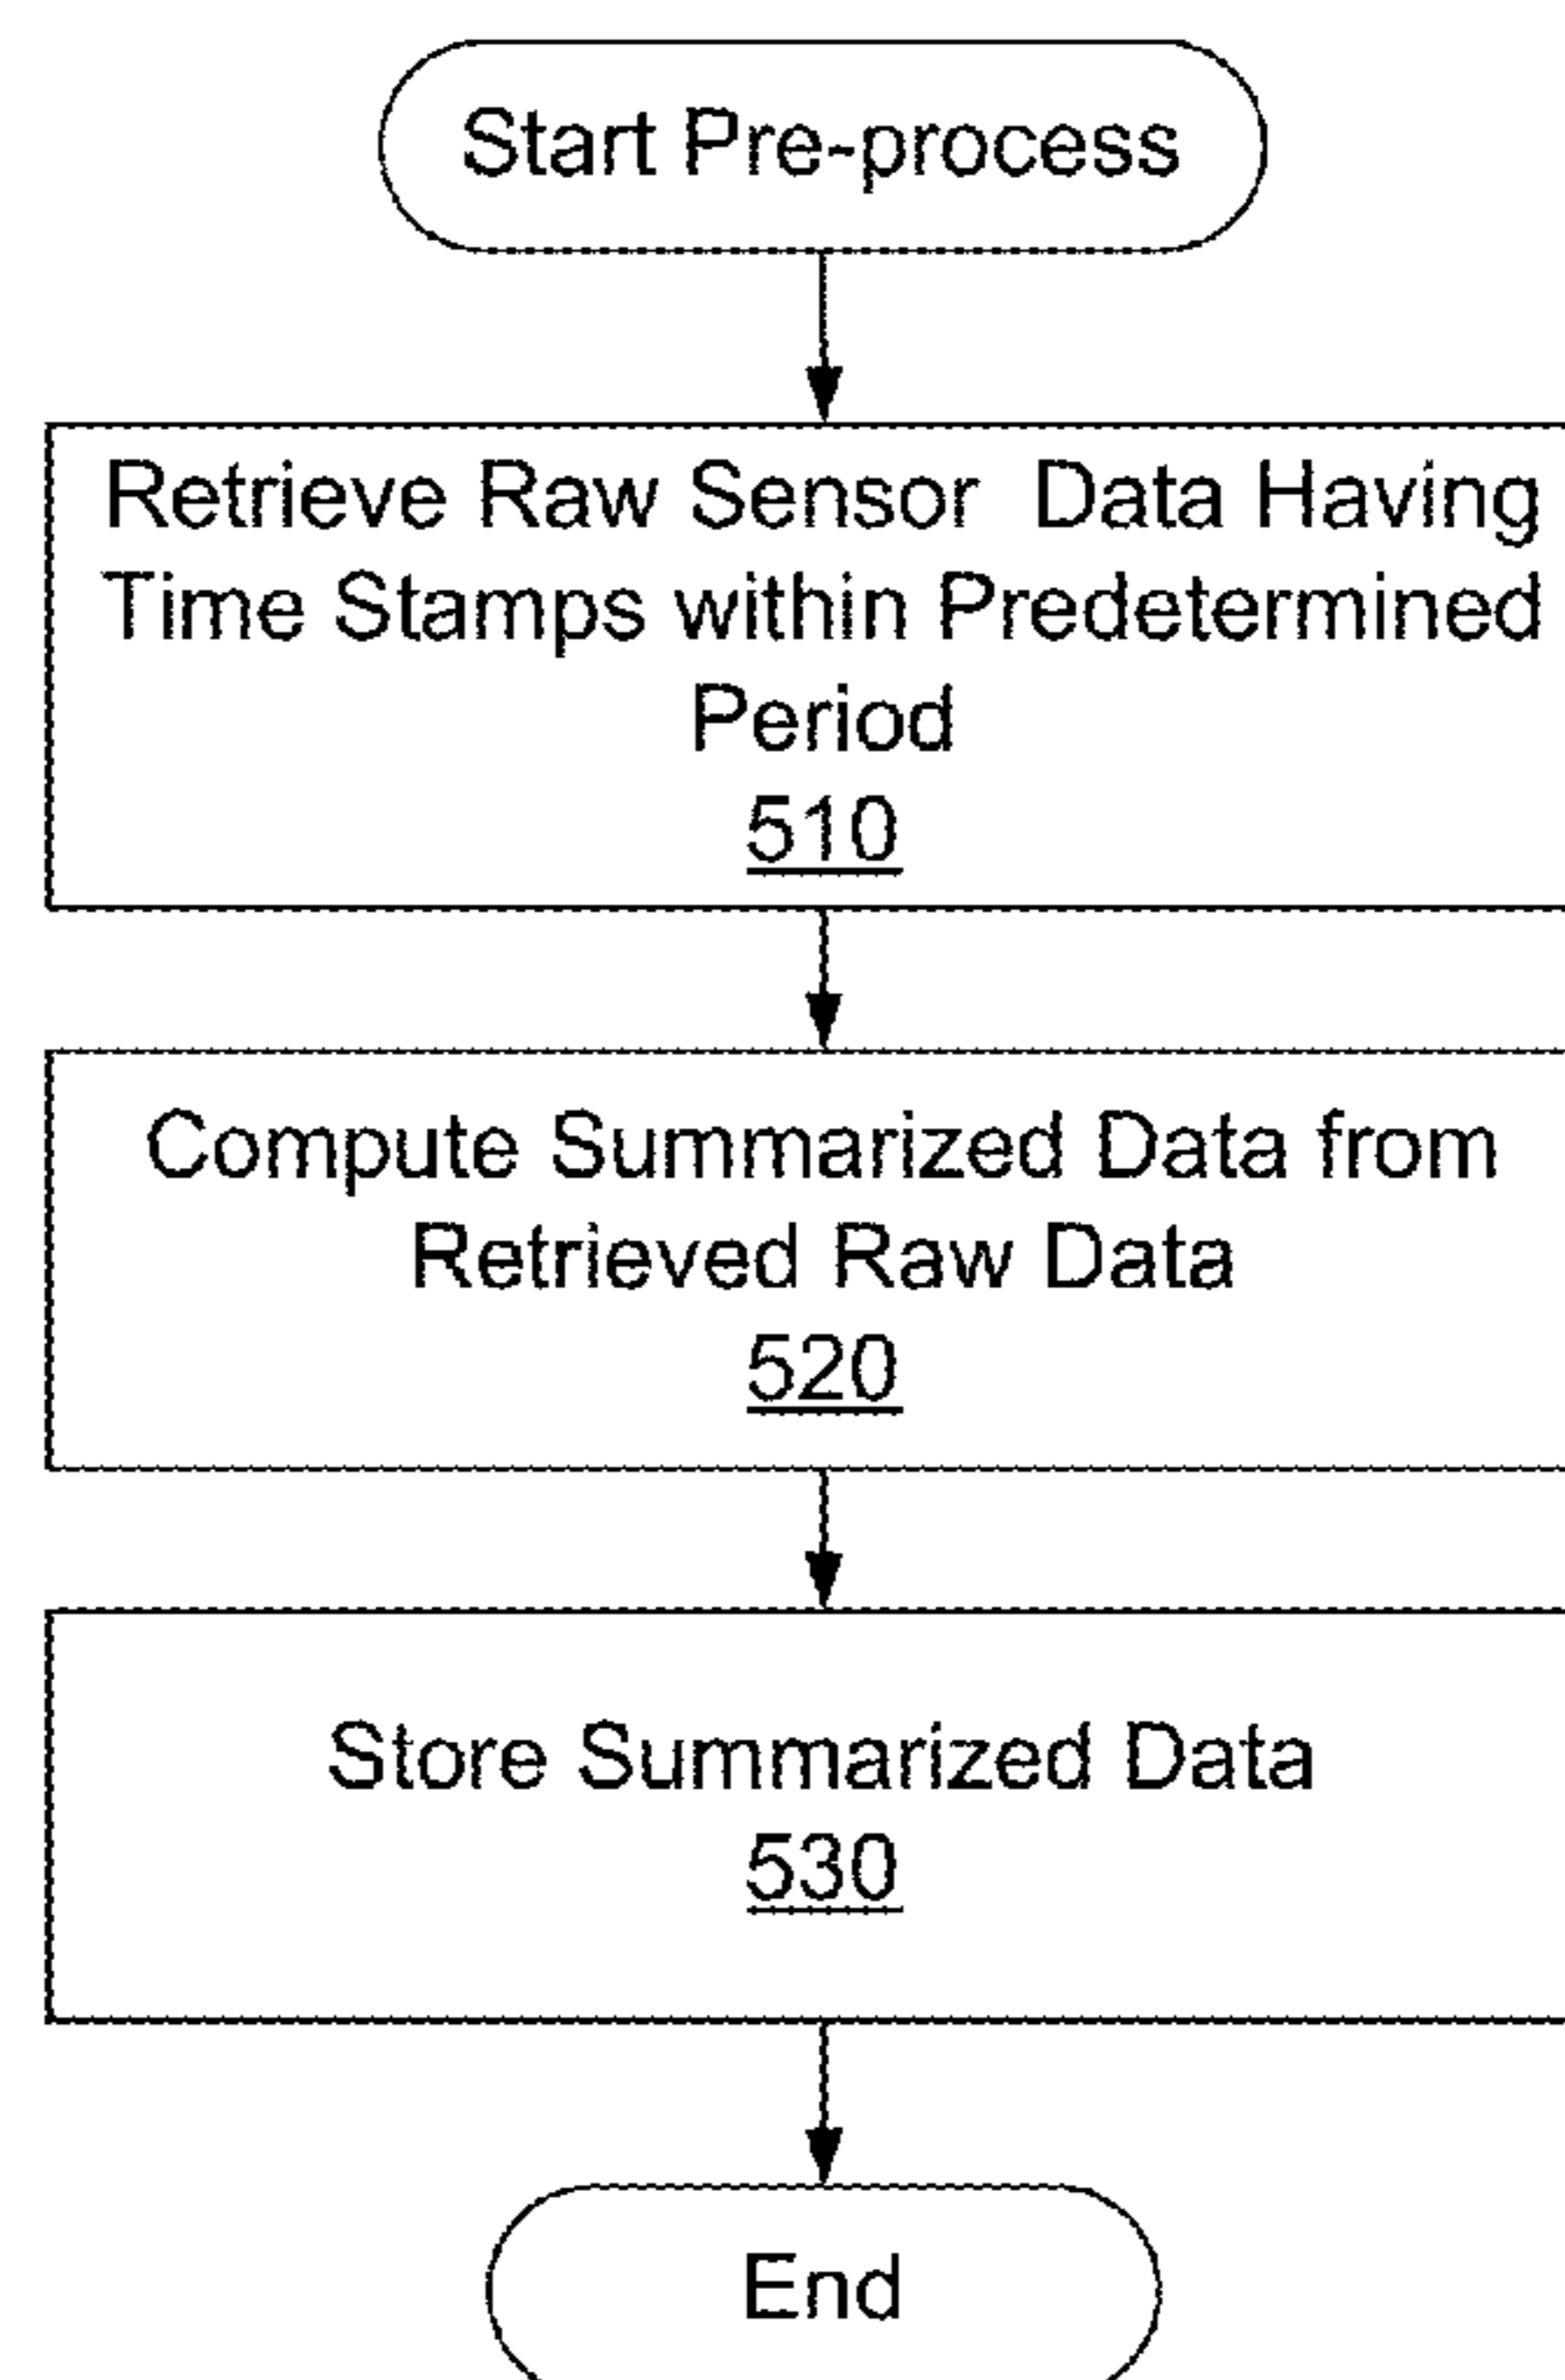 Start Pre-process
Retrieve Raw Sensor Data Having
Time Stamps within Predetermined
Period
510
Compute Summarized Data from
Retrieved Raw Data
520
Store Summarized Data
530
End